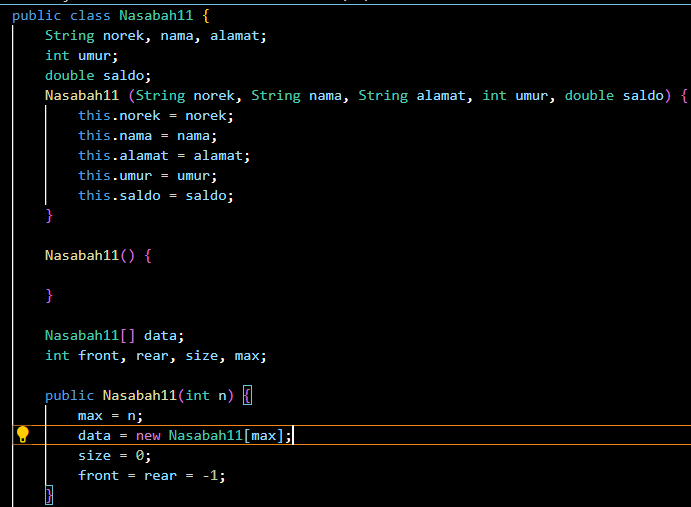 public class Nasabah11 {
    String norek, nama, alamat;
    int umur;
    double saldo;
    Nasabah11 (String norek, String nama, String alamat, int umur, double saldo) {
        this.norek = norek;
        this.nama = nama;
        this.alamat = alamat;
        this.umur = umur;
        this.saldo = saldo;
    }
    Nasabah11() {
    }
    Nasabah11[] data;
    int front, rear, size, max;
    public Nasabah11(int n) {
        max = n;
        data = new Nasabah11[max];
        size = 0;
        front = rear = -1;
    }